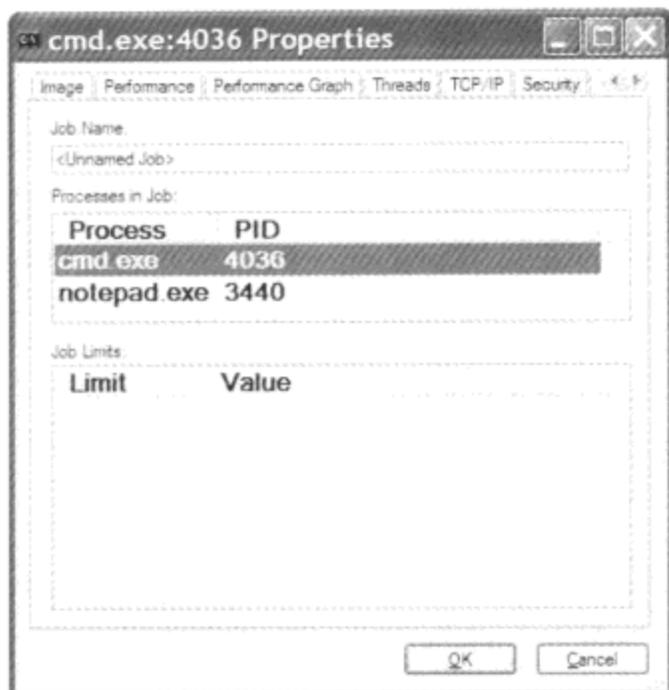 cmd.exe:4036 Properties
Image Performance Performance Graph Threads TCP/IP Security
Job Name:
<Unnamed Job>
Processes in Job:
Process PID
cmd.exe 4036
notepad.exe 3440
Job Limits:
Limit Value
OK Cancel